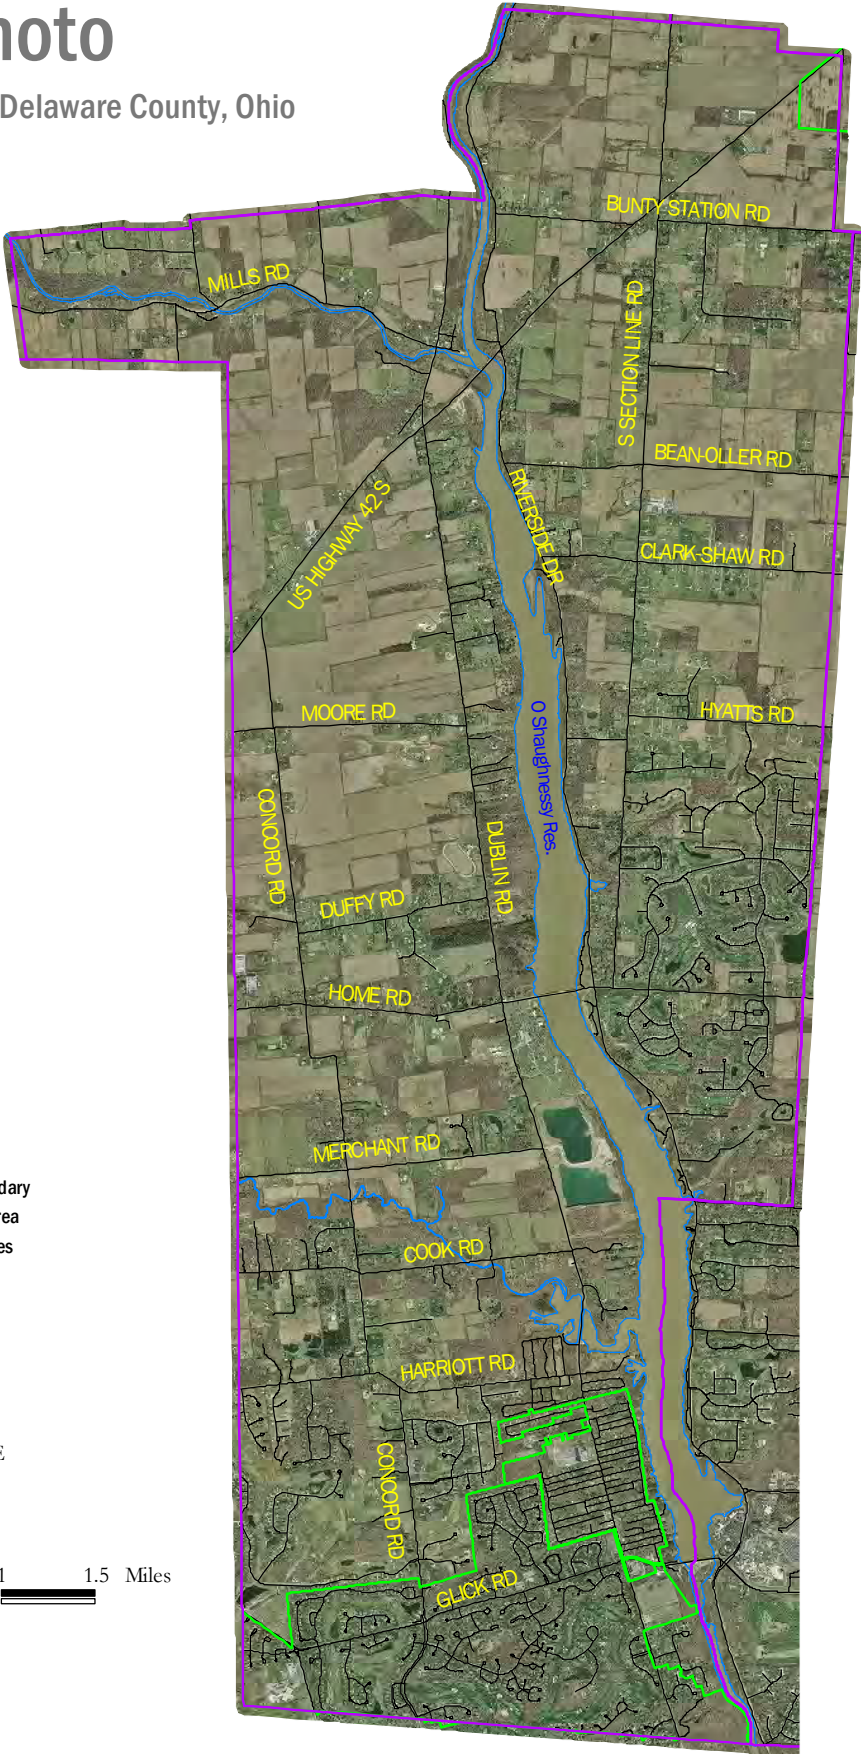 hoto
Delaware County, Ohio
BUNTY STATION RD
MILLS RD
S SECTION LINE RD
BEAN-OLLER RD
RIVERSIDE DR
US HIGHWAY 42 S
CLARK-SHAW RD
MOORE RD
HYATTS RD
O Shaughnessy Res.
CONCORD RD
DUBLIN RD
DUFFY RD
HOME RD
MERCHANT RD
dary
rea
es
COOK RD
HARRIOTT RD
E
CONCORD RD
GLICK RD
1 1.5 Miles